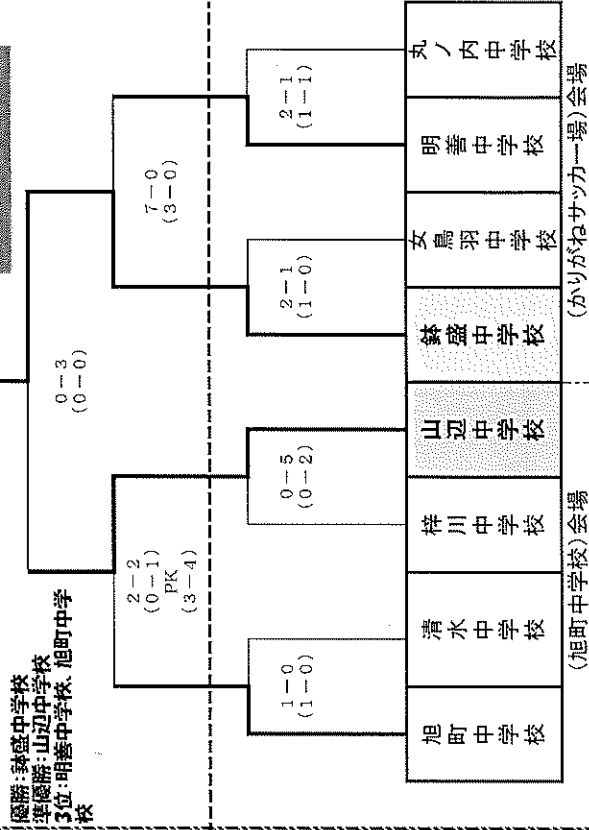 優勝:鉢盛中学校
準優勝:山辺中学校
3位:明善中学校、旭町中学
校
0-3
(0-0)
2-2
(0-1)
PK
(3-4)
7-0
(3-0)
1-0
(1-0)
0-5
(0-2)
2-1
(1-0)
2-1
(1-1)
旭町中学校
清水中学校
梓川中学校
山辺中学校
鉢盛中学校
女鳥羽中学校
明善中学校
丸ノ内中学校
(旭町中学校)会場
(かりがねサッカー場)会場